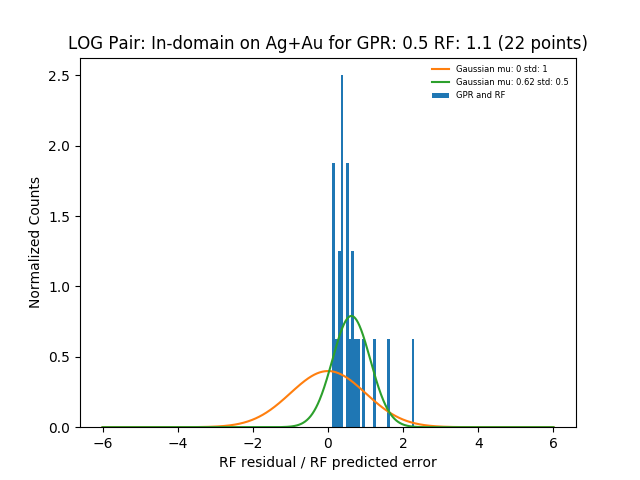 LOG Pair: In-domain on Ag+Au for GPR: 0.5 RF: 1.1 (22 points)
Gaussian mu: 0 std: 1
Gaussian mu: 0.62 std: 0.5
GPR and RF
Normalized Counts
2.5
2.0
1.5
1.0
0.5
0.0
−6 −4 −2 0 2 4 6
RF residual / RF predicted error